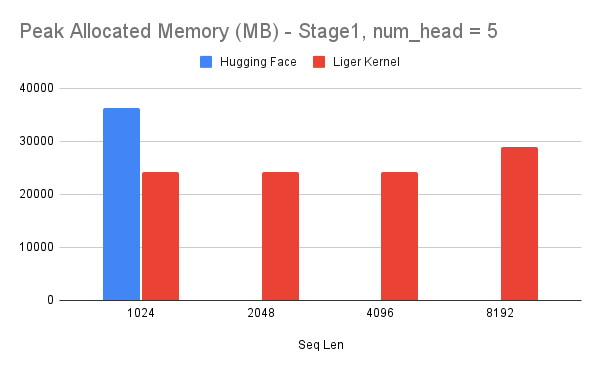 Peak Allocated Memory (MB) - Stage1, num_head = 5
Hugging Face Liger Kernel
40000
30000
20000
10000
0
1024 2048 4096 8192
Seq Len